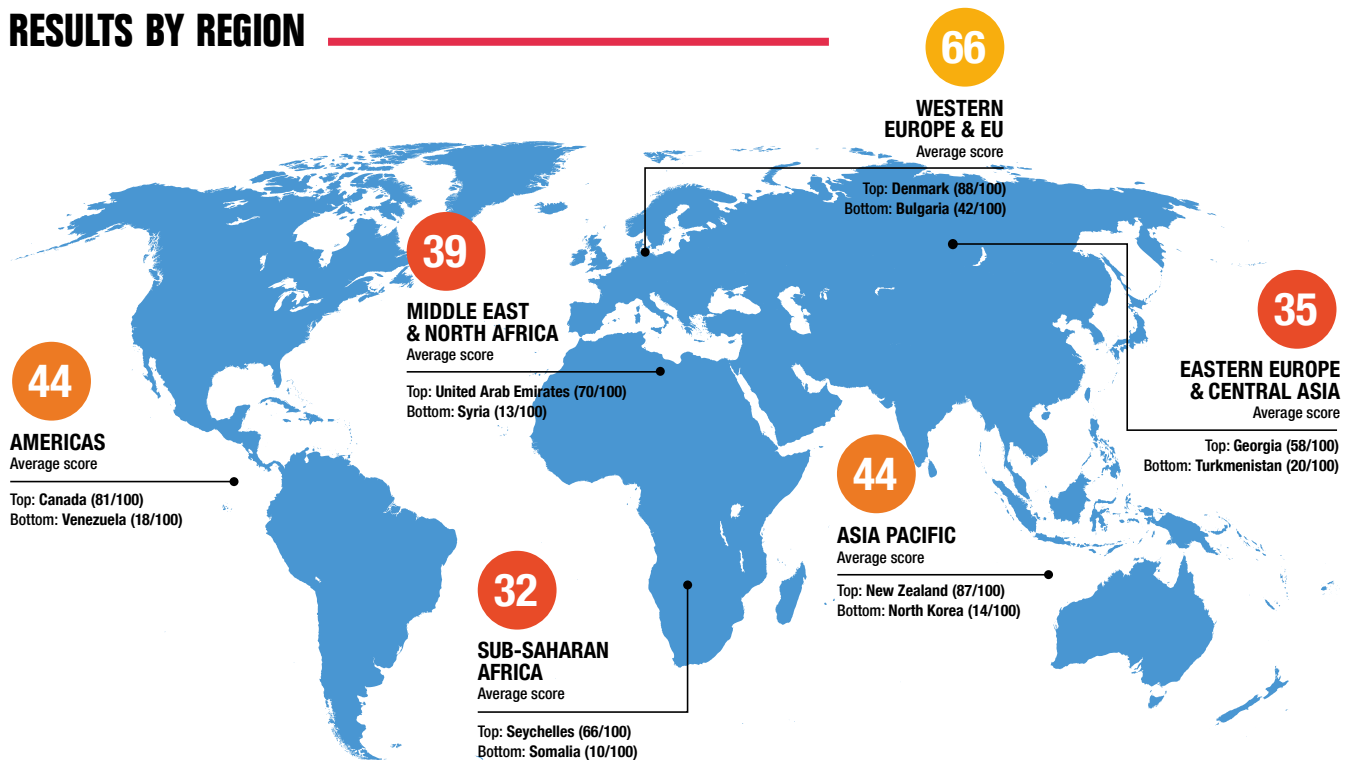 RESULTS BY REGION
66
WESTERN
EUROPE & EU
Average score
Top: Denmark (88/100)
Bottom: Bulgaria (42/100)
39
MIDDLE EAST
& NORTH AFRICA
Average score
Top: United Arab Emirates (70/100)
Bottom: Syria (13/100)
35
EASTERN EUROPE
& CENTRAL ASIA
Average score
Top: Georgia (58/100)
Bottom: Turkmenistan (20/100)
44
AMERICAS
Average score
Top: Canada (81/100)
Bottom: Venezuela (18/100)
44
ASIA PACIFIC
Average score
Top: New Zealand (87/100)
Bottom: North Korea (14/100)
32
SUB-SAHARAN
AFRICA
Average score
Top: Seychelles (66/100)
Bottom: Somalia (10/100)